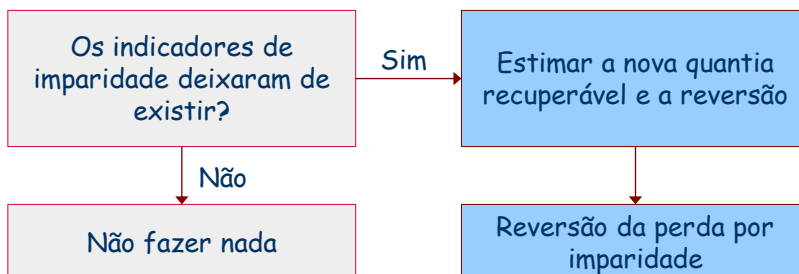 Os indicadores de
imparidade deixaram de
existir?
Sim
Estimar a nova quantia
recuperável e a reversão
Não
Não fazer nada
Reversão da perda por
imparidade